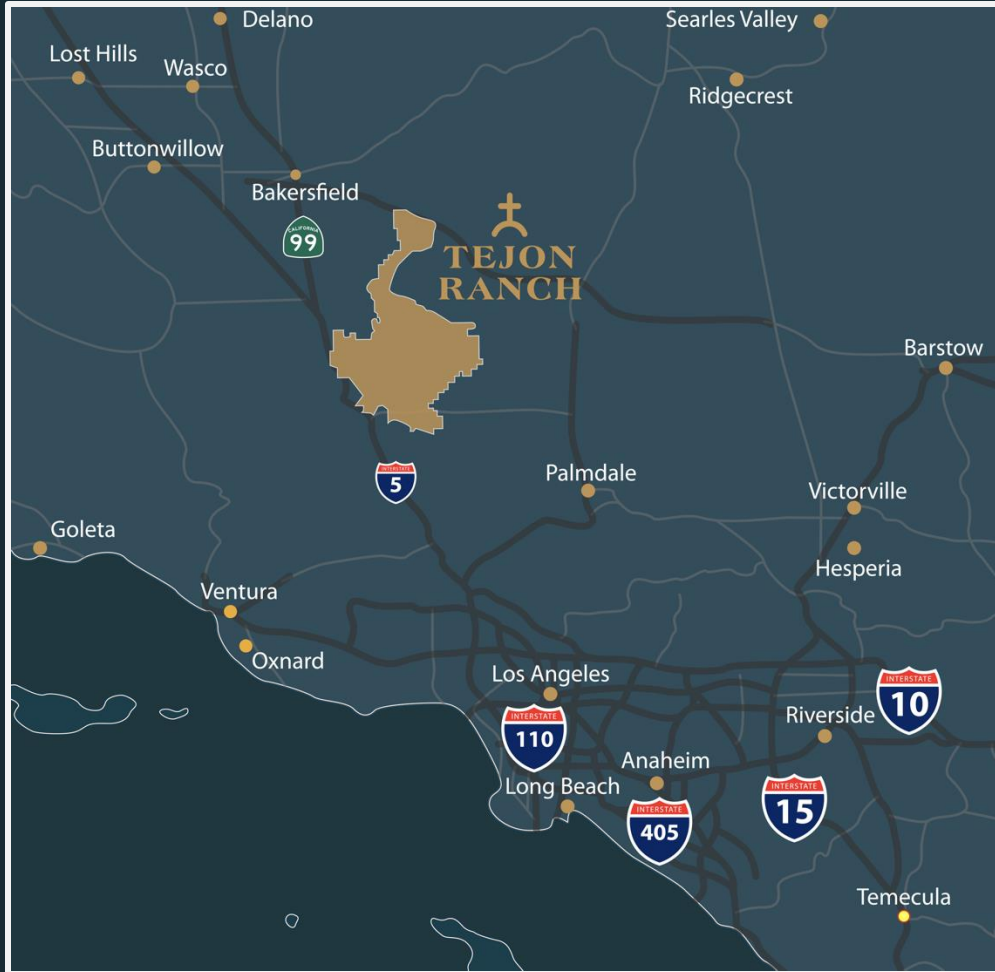 Delano
Searles Valley
Lost Hills
Wasco
Ridgecrest
Buttonwillow
Bakersfield
CALIFORNIA
99
TEJON
RANCH
Barstow
INTERSTATE
5
Palmdale
Victorville
Goleta
Hesperia
Ventura
Oxnard
Los Angeles
INTERSTATE
10
INTERSTATE
110
Riverside
Anaheim
Long Beach
INTERSTATE
15
INTERSTATE
405
Temecula